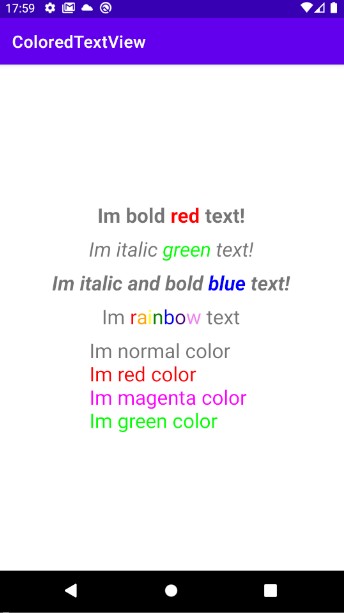 17:59
ColoredTextView
Im bold red text!
Im italic green text!
Im italic and bold blue text!
Im rainbow text
Im normal color
Im red color
Im magenta color
Im green color